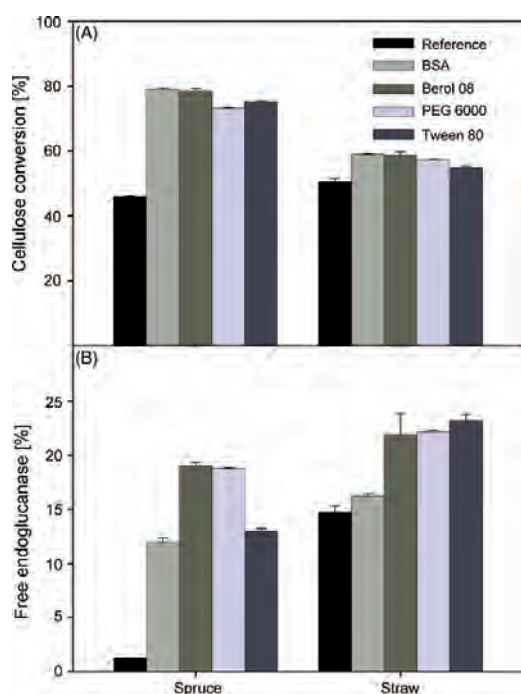 100
(A)
Reference
BSA
Berol 08
PEG 6000
Tween 80
80
60
40
20
Cellulose conversion [%]
(B)
25
20
15
10
5
0
Free endoglucanase [%]
Spruce
Straw